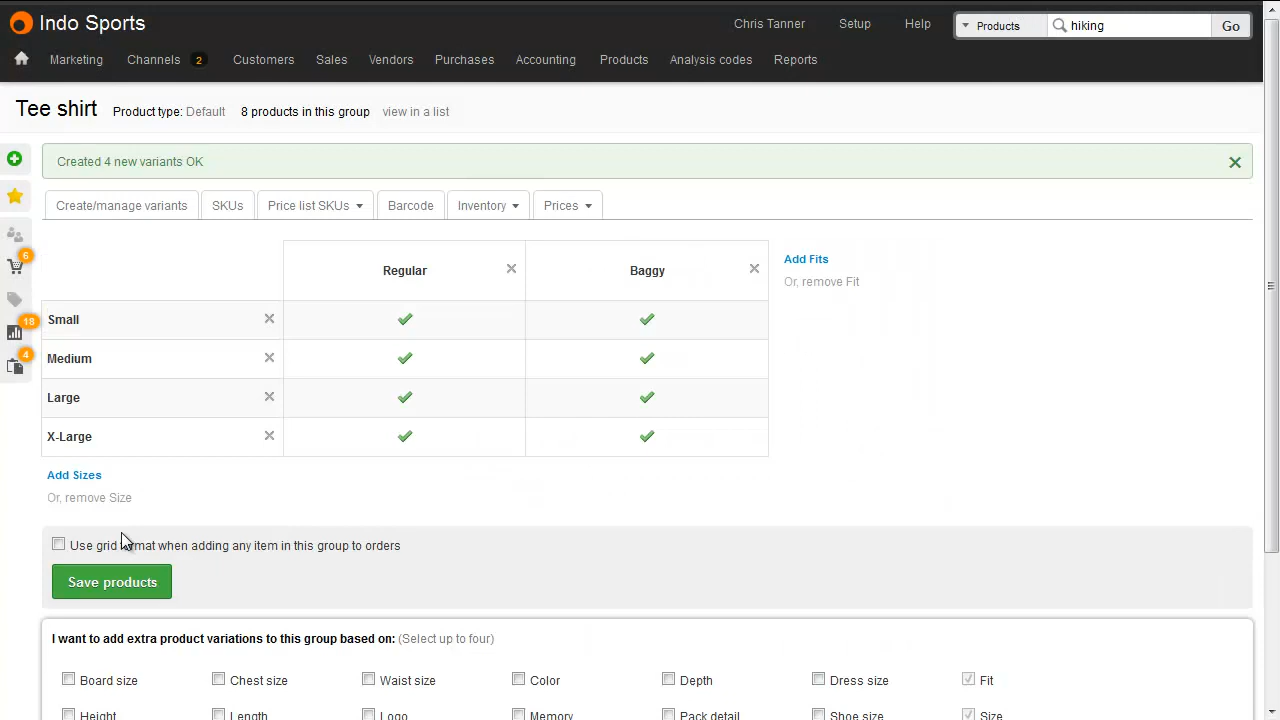 Indo Sports
Chris Tanner Setup Help Products hiking Go
Marketing Channels 2 Customers Sales Vendors Purchases Accounting Products Analysis codes Reports
Tee shirt Product type: Default 8 products in this group view in a list
Created 4 new variants OK
Create/manage variants SKUs Price list SKUs Barcode Inventory Prices
Regular Baggy Add Fits
Or, remove Fit
6
Small
18
Medium
4
Large
X-Large
Add Sizes
Or, remove Size
Use grid format when adding any item in this group to orders
Save products
I want to add extra product variations to this group based on: (Select up to four)
Board size Chest size Waist size Color Depth Dress size Fit
Height Length Logo Memory Pack detail Shoe size Size